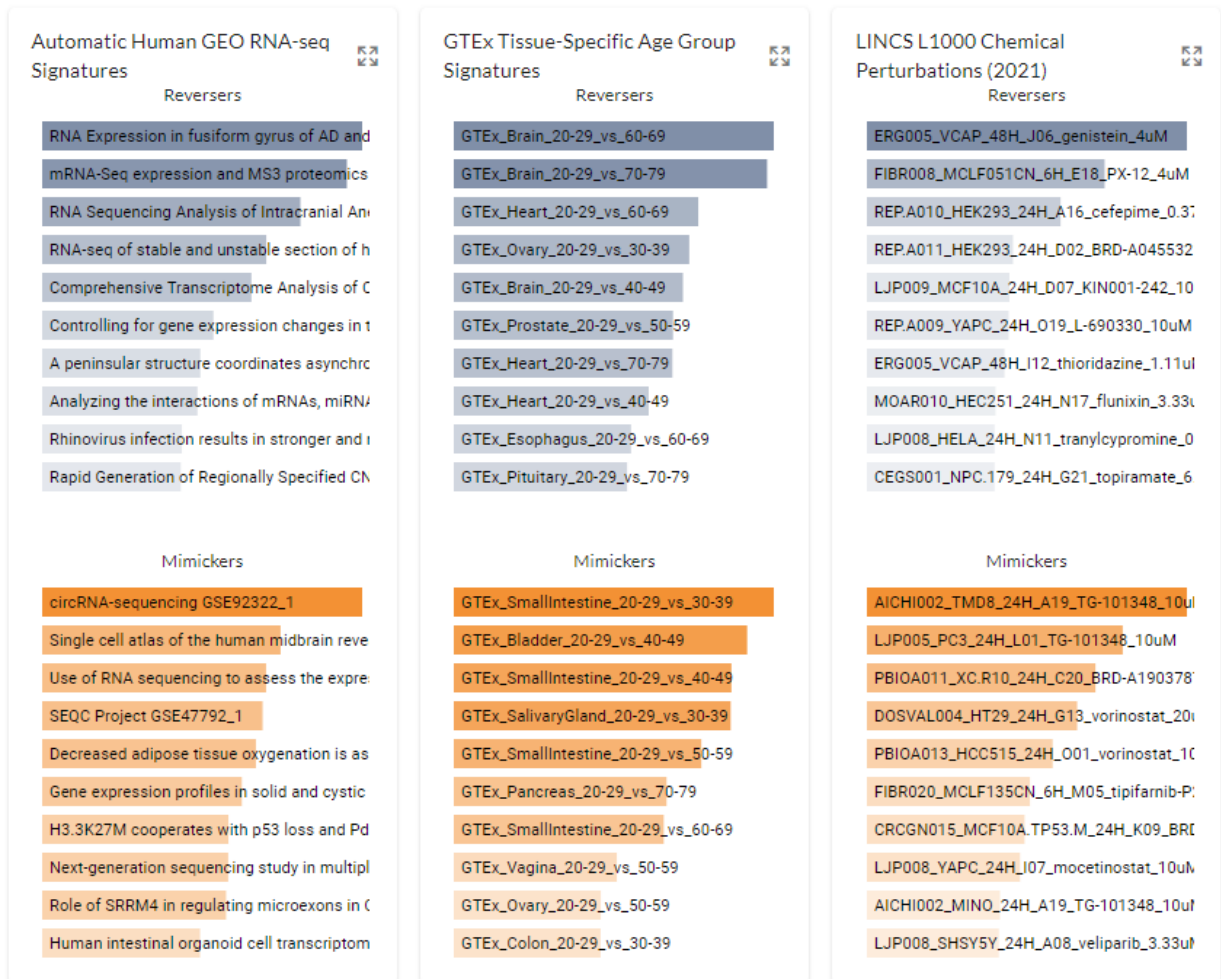 Automatic Human GEO RNA-seq
Signatures
Reversers
RNA Expression in fusiform gyrus of AD and
mRNA-Seq expression and MS3 proteomics
RNA Sequencing Analysis of Intracranial
RNA-seq of stable and unstable section of h
Comprehensive Transcriptome Analysis of
Controlling for gene expression changes in t
A peninsular structure coordinates asynchro
Analyzing the interactions of mRNAs,
Rhinovirus infection results in stronger and
Rapid Generation of Regionally Specified CN
Mimickers
circRNA-sequencing GSE92322_1
Single cell atlas of the human midbrain reve
Use of RNA sequencing to assess the expre
SEQC Project GSE47792_1
Decreased adipose tissue oxygenation is as
Gene expression profiles in solid and cystic
H3.3K27M cooperates with p53 loss and Pd
Next-generation sequencing study in multipl
Role of SRRM4 in regulating microexons in
Human intestinal organoid cell transcriptom
GTEx Tissue-Specific Age Group
Signatures
Reversers
GTEx_Brain_20-29_vs_60-69
GTEx_Brain_20-29_vs_70-79
GTEx_Heart_20-29_vs_60-69
GTEx_Ovary_20-29_vs_30-39
GTEx_Brain_20-29_vs_40-49
GTEx_Prostate_20-29_vs_50-59
GTEx_Heart_20-29_vs_70-79
GTEx_Heart_20-29_vs_40-49
GTEx_Esophagus_20-29_vs_60-69
GTEx_Pituitary_20-29_vs_70-79
Mimickers
GTEx_SmallIntestine_20-29_vs_30-39
GTEx_Bladder_20-29_vs_40-49
GTEx_SmallIntestine_20-29_vs_40-49
GTEx_SalivaryGland_20-29_vs_30-39
GTEx_SmallIntestine_20-29_vs_50-59
GTEx_Pancreas_20-29_vs_70-79
GTEx_SmallIntestine_20-29_vs_60-69
GTEx_Vagina_20-29_vs_50-59
GTEx_Ovary_20-29_vs_50-59
GTEx_Colon_20-29_vs_30-39
LINCS L1000 Chemical
Perturbations (2021)
Reversers
ERG005_VCAP_48H_J06_genistein_4uM
FIBR008_MCLF051CN_6H_E18_PX-12_4uM
REP.A010_HEK293_24H_A16_cefepime_0.37
REP.A011_HEK293_24H_D02_BRD-A045532
LJP009_MCF10A_24H_D07_KIN001-242_10
REP.A009_YAPC_24H_O19_L-690330_10uM
ERG005_VCAP_48H_I12_thioridazine_1.11u
MOAR010_HEC251_24H_N17_flunixin_3.33u
LJP008_HELA_24H_N11_tranylcypromine_0
CEGS001_NPC.179_24H_G21_topiramate_6
Mimickers
AICHI002_TMD8_24H_A19_TG-101348_10u
LJP005_PC3_24H_L01_TG-101348_10uM
PBIOA011_XC.R10_24H_C20_BRD-A1903787
DOSVAL004_HT29_24H_G13_vorinostat_20u
PBIOA013_HCC515_24H_O01_vorinostat_10
FIBR020_MCLF135CN_6H_M05_tipifarnib-P
CRCGN015_MCF10A.TP53.M_24H_K09_BRD
LJP008_YAPC_24H_I07_mocetinostat_10uM
AICHI002_MINO_24H_A19_TG-101348_10uM
LJP008_SHSY5Y_24H_A08_veliparib_3.33uM